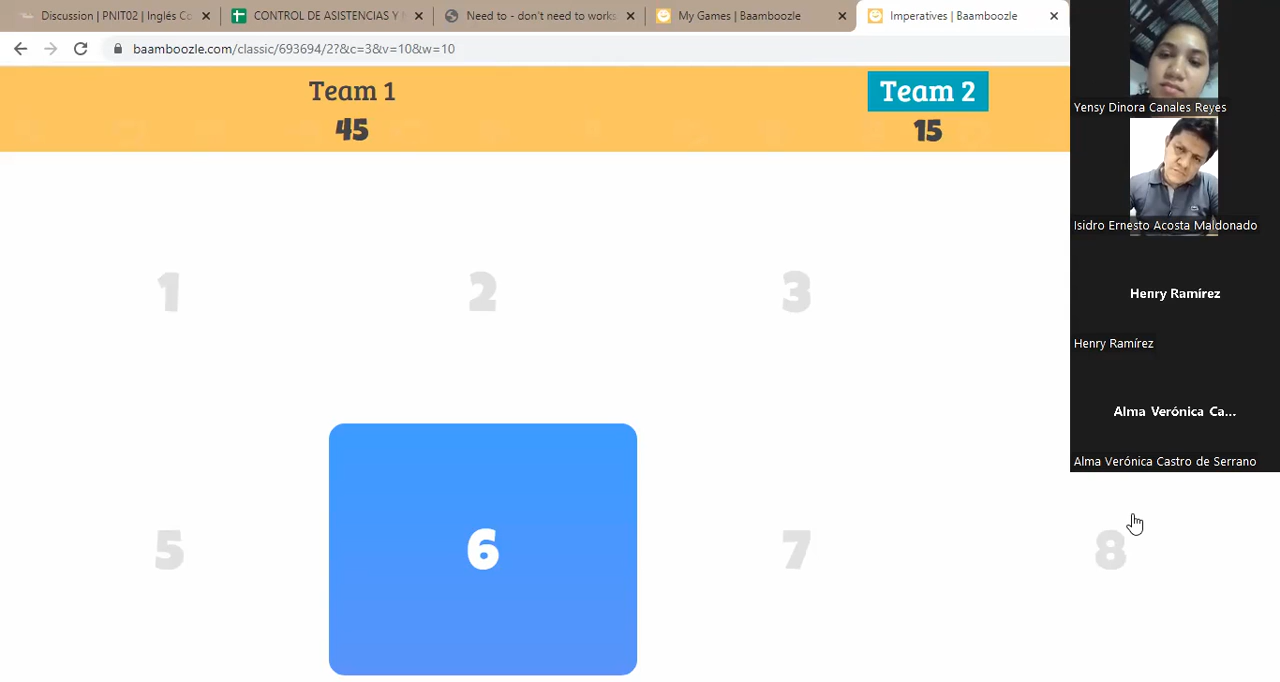 Discussion | PNIT02 | Inglés Co
CONTROL DE ASISTENCIAS Y N
Need to - don't need to works
My Games | Baamboozle
Imperatives | Baamboozle
baamboozle.com/classic/693694/2?&c=3&v=10&w=10
Team 1
45
Team 2
15
1
2
3
5
6
7
8
Yensy Dinora Canales Reyes
Isidro Ernesto Acosta Maldonado
Henry Ramírez
Henry Ramírez
Alma Verónica Ca...
Alma Verónica Castro de Serrano